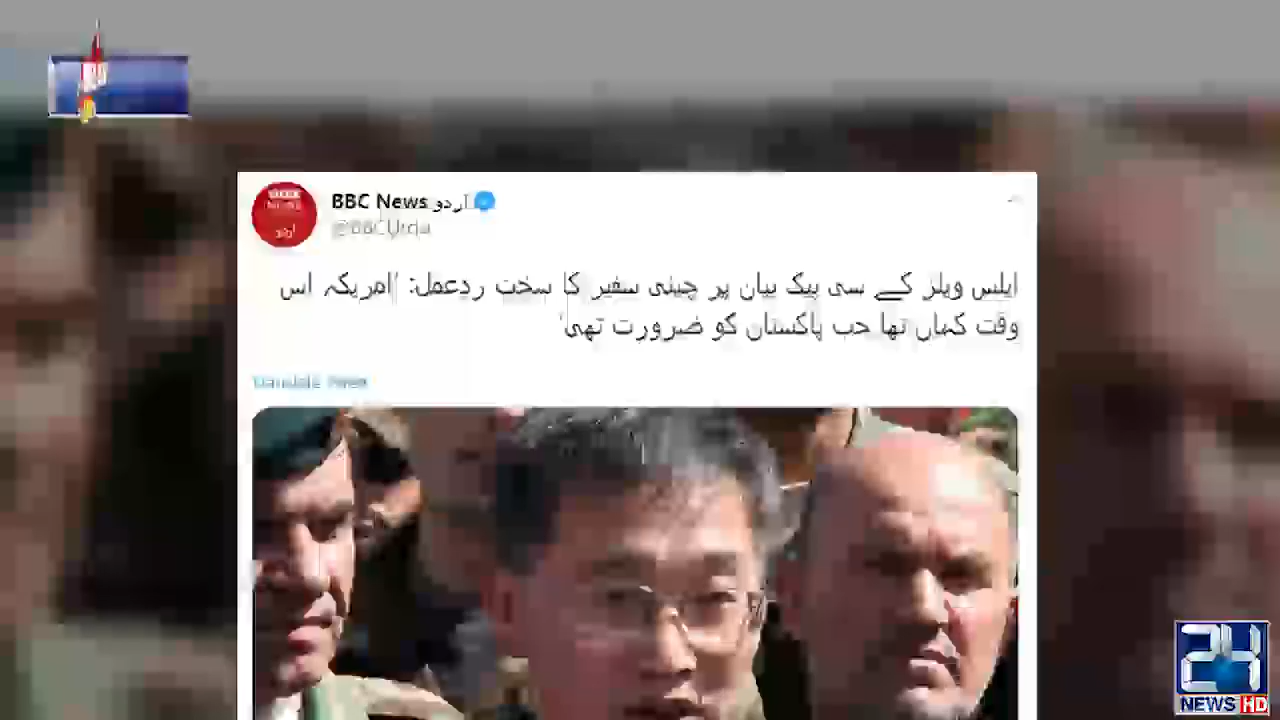 BBC News اردو
@BBCUrdu
ایلس ویلز کے سی پیک بیان پر چینی سفیر کا سخت ردعمل: 'امریکہ اس
وقت کہاں تھا جب پاکستان کو ضرورت تھی'
Translate Tweet
24
NEWS HD